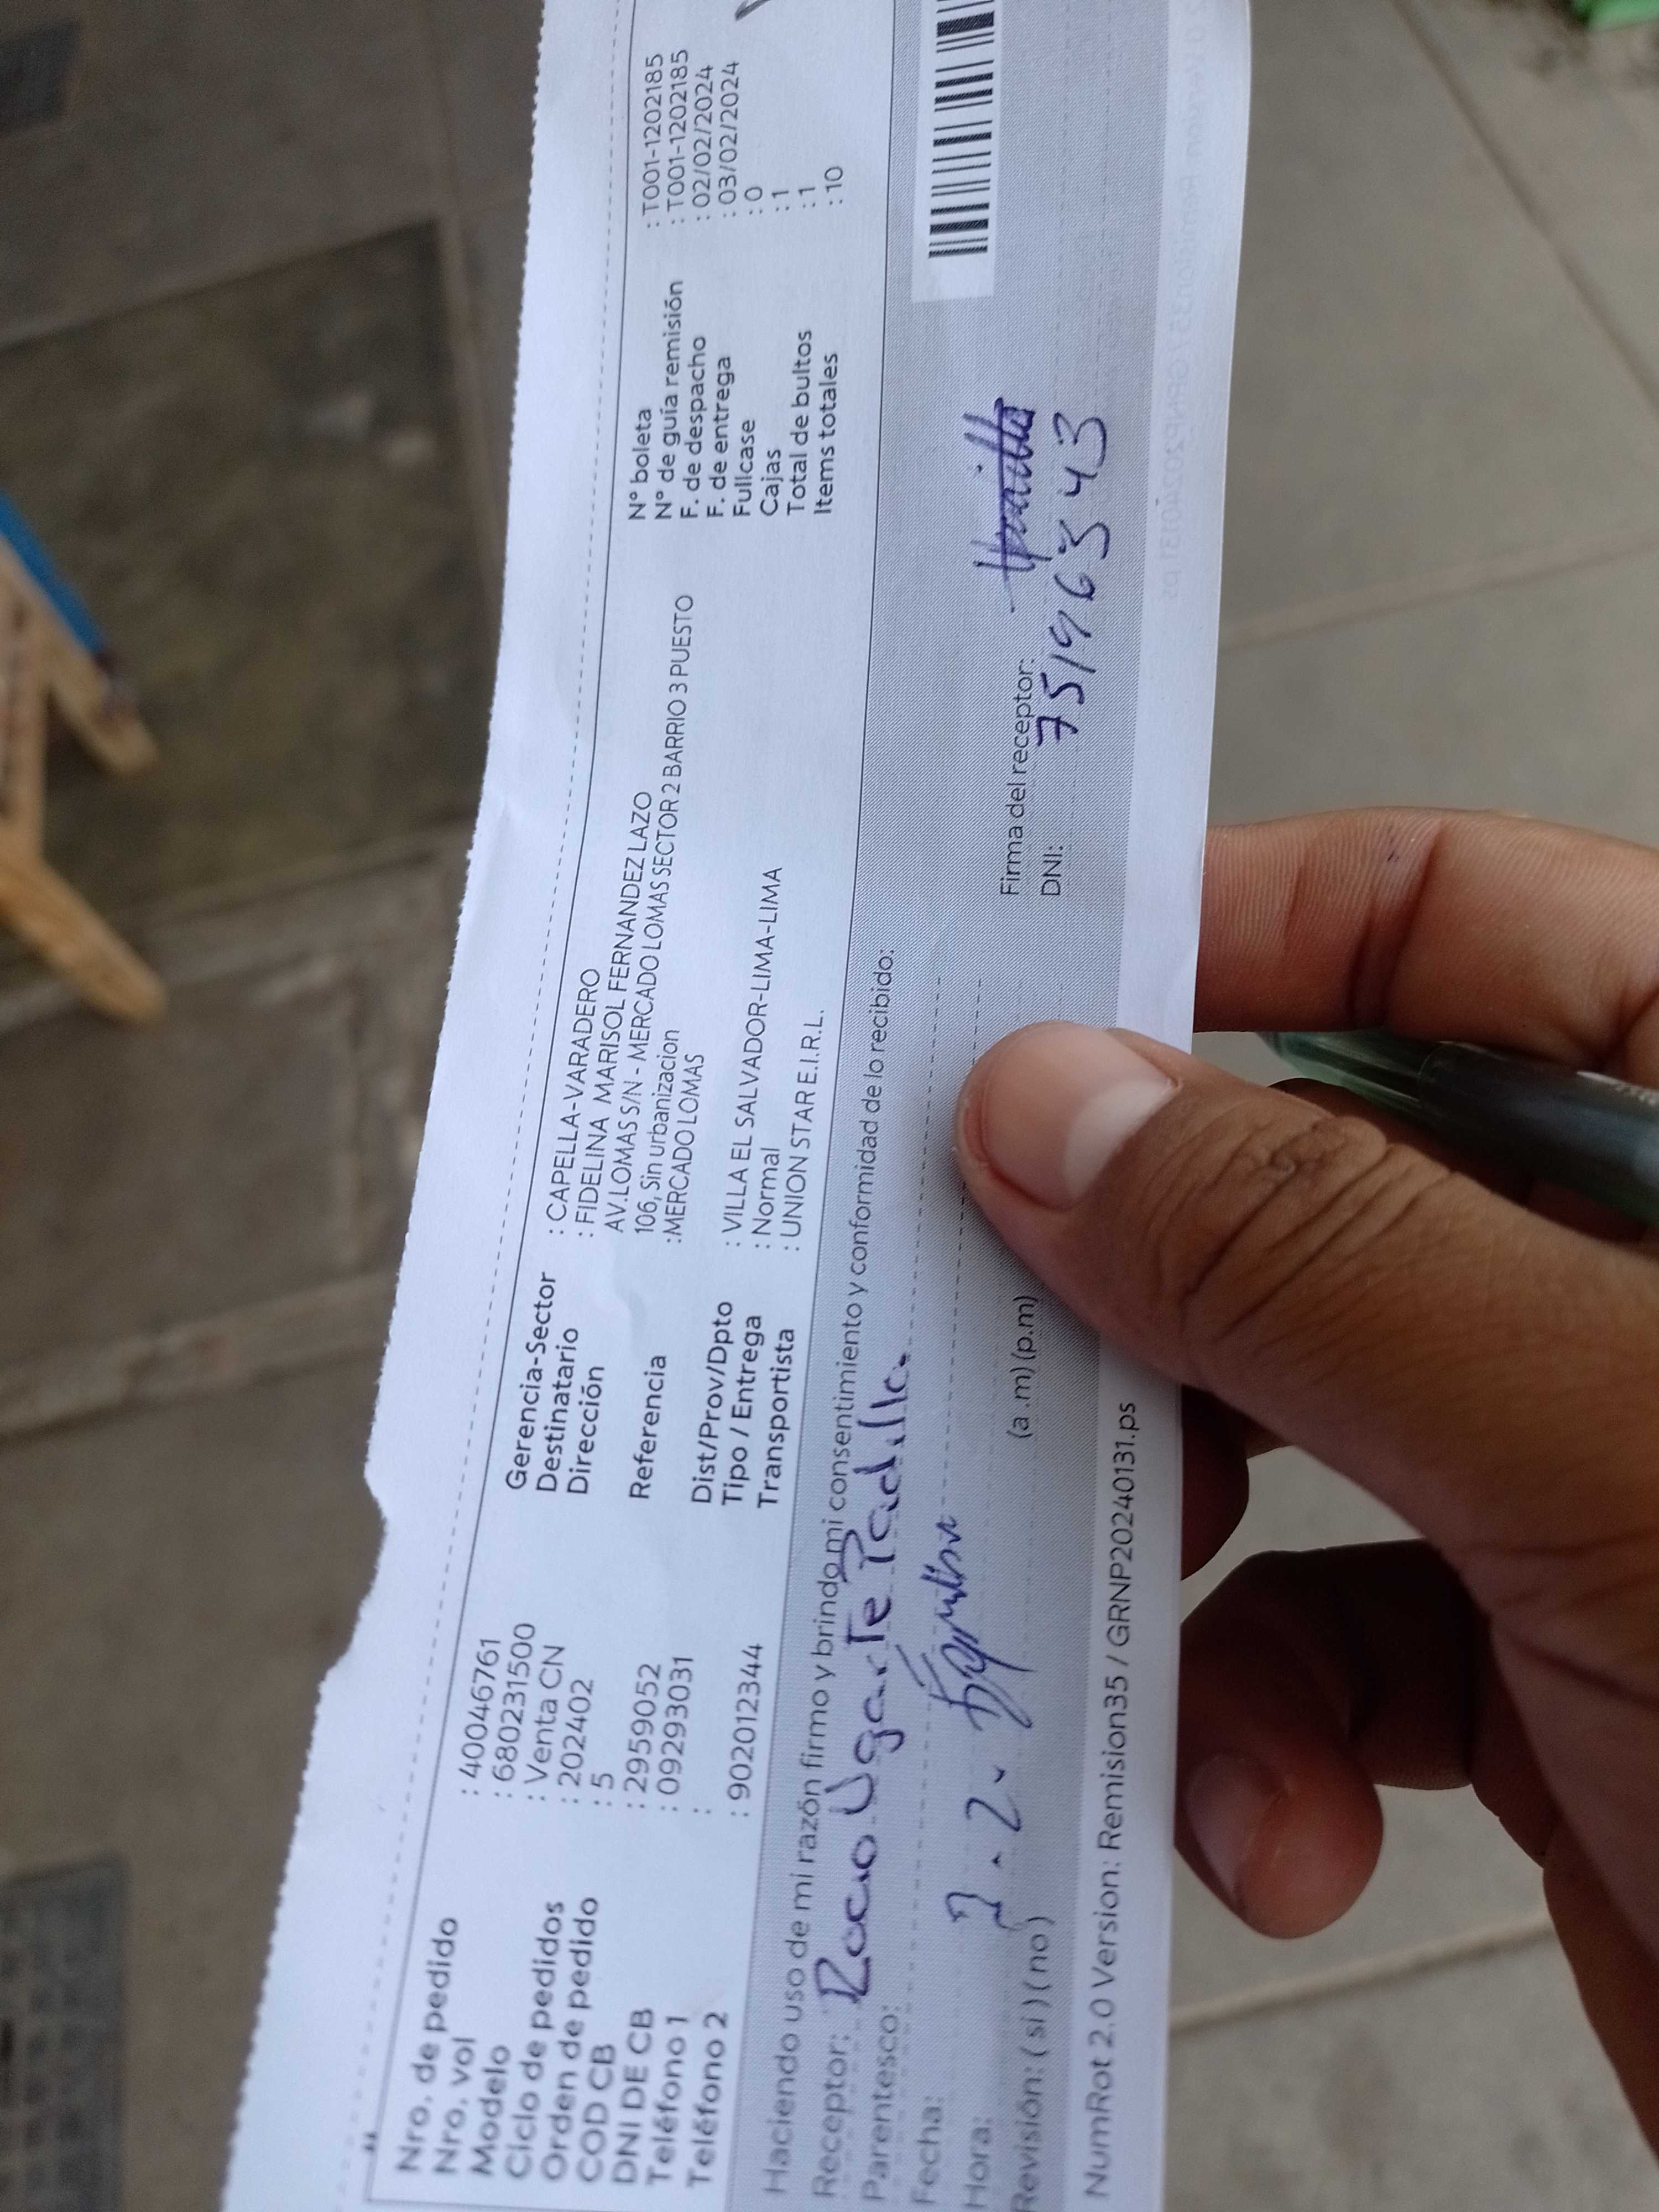 Nro. de pedido : 40046761
Nro. vol : 680231500
Modelo : Venta CN
Ciclo de pedidos : 202402
Orden de pedido : 5
COD CB : 29559052
DNI DE CB : 09293031
Teléfono 1 :
Teléfono 2 : 902012344
Gerencia-Sector : CAPELLA-VARADERO
Destinatario : FIDELINA MARISOL FERNANDEZ LAZO
Dirección AV.LOMAS S/N - MERCADO LOMAS SECTOR 2 BARRIO 3 PUESTO
106, Sin urbanizacion
Referencia :MERCADO LOMAS
Dist/Prov/Dpto : VILLA EL SALVADOR-LIMA-LIMA
Tipo / Entrega : Normal
Transportista : UNION STAR E.I.R.L.
N° boleta : T001-1202185
N° de guía remisión : T001-1202185
F. de despacho : 02/02/2024
F. de entrega : 03/02/2024
Fullcase : 0
Cajas : 1
Total de bultos : 1
Items totales : 10
Haciendo uso de mi razón firmo y brindo mi consentimiento y conformidad de lo recibido:
Receptor: Rocio Ugarte Padilla.
Parentesco:
Fecha:
Hora: (a .m) (p.m)
Revisión: ( si ) ( no )
Firma del receptor:
DNI: 75196343
NumRot 2.0 Version: Remision35 / GRNP20240131.ps